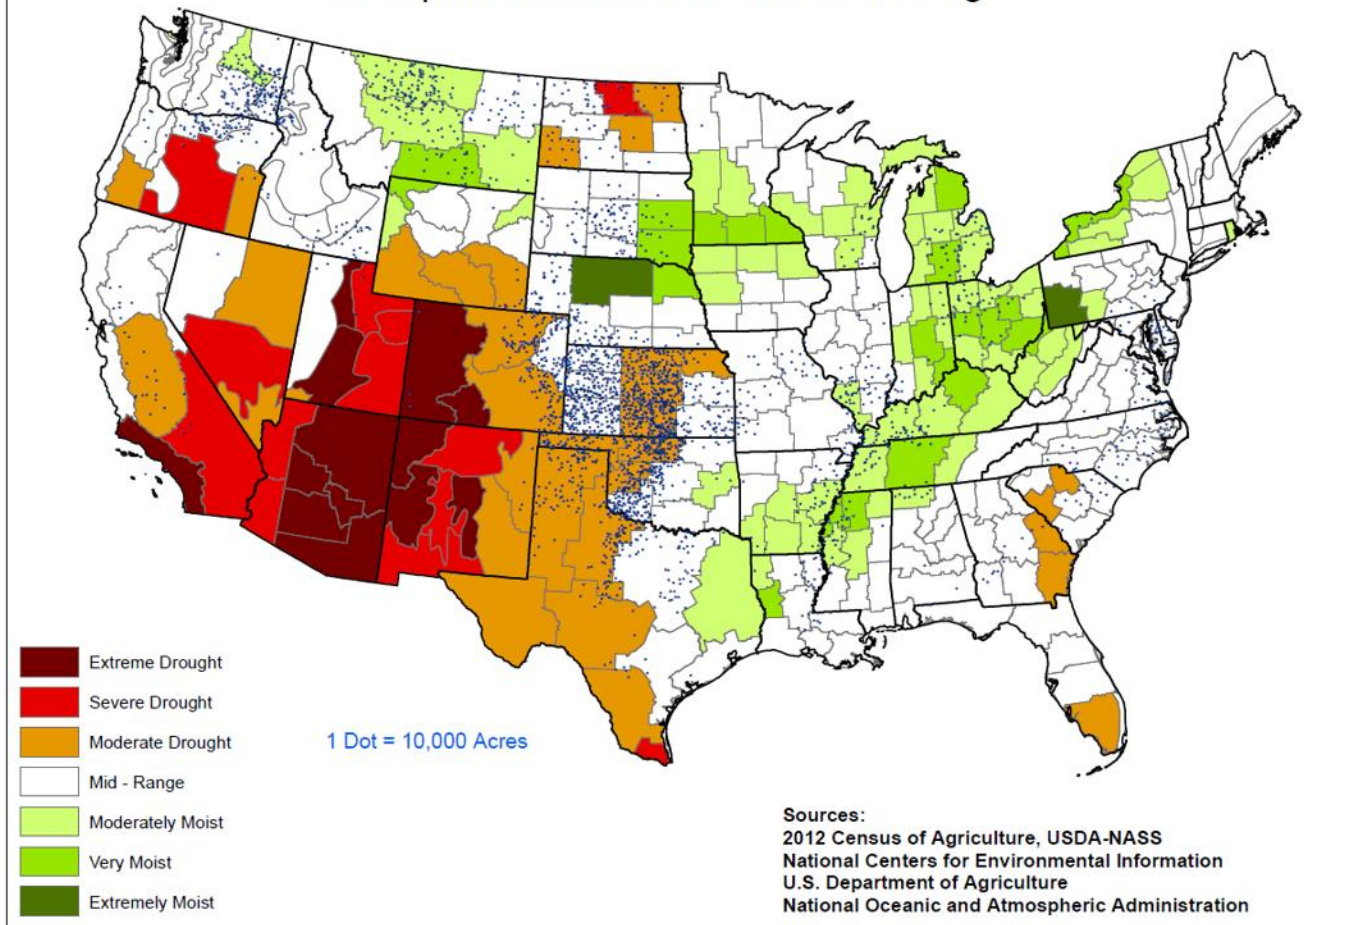 Extreme Drought
Severe Drought
Moderate Drought
1 Dot = 10,000 Acres
Mid - Range
Moderately Moist
Very Moist
Extremely Moist
Sources:
2012 Census of Agriculture, USDA-NASS
National Centers for Environmental Information
U.S. Department of Agriculture
National Oceanic and Atmospheric Administration